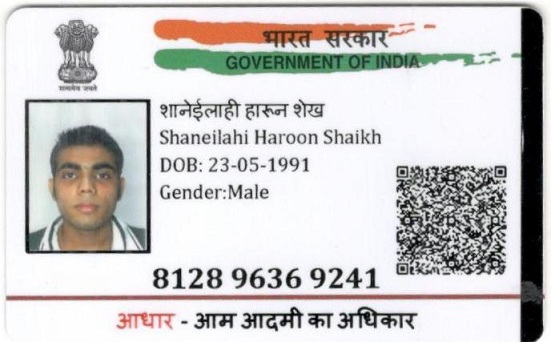 भारत सरकार
GOVERNMENT OF INDIA
सत्यमेव जयते
शानेईलाही हारून शेख
Shaneilahi Haroon Shaikh
DOB: 23-05-1991
Gender:Male
8128 9636 9241
आधार - आम आदमी का अधिकार